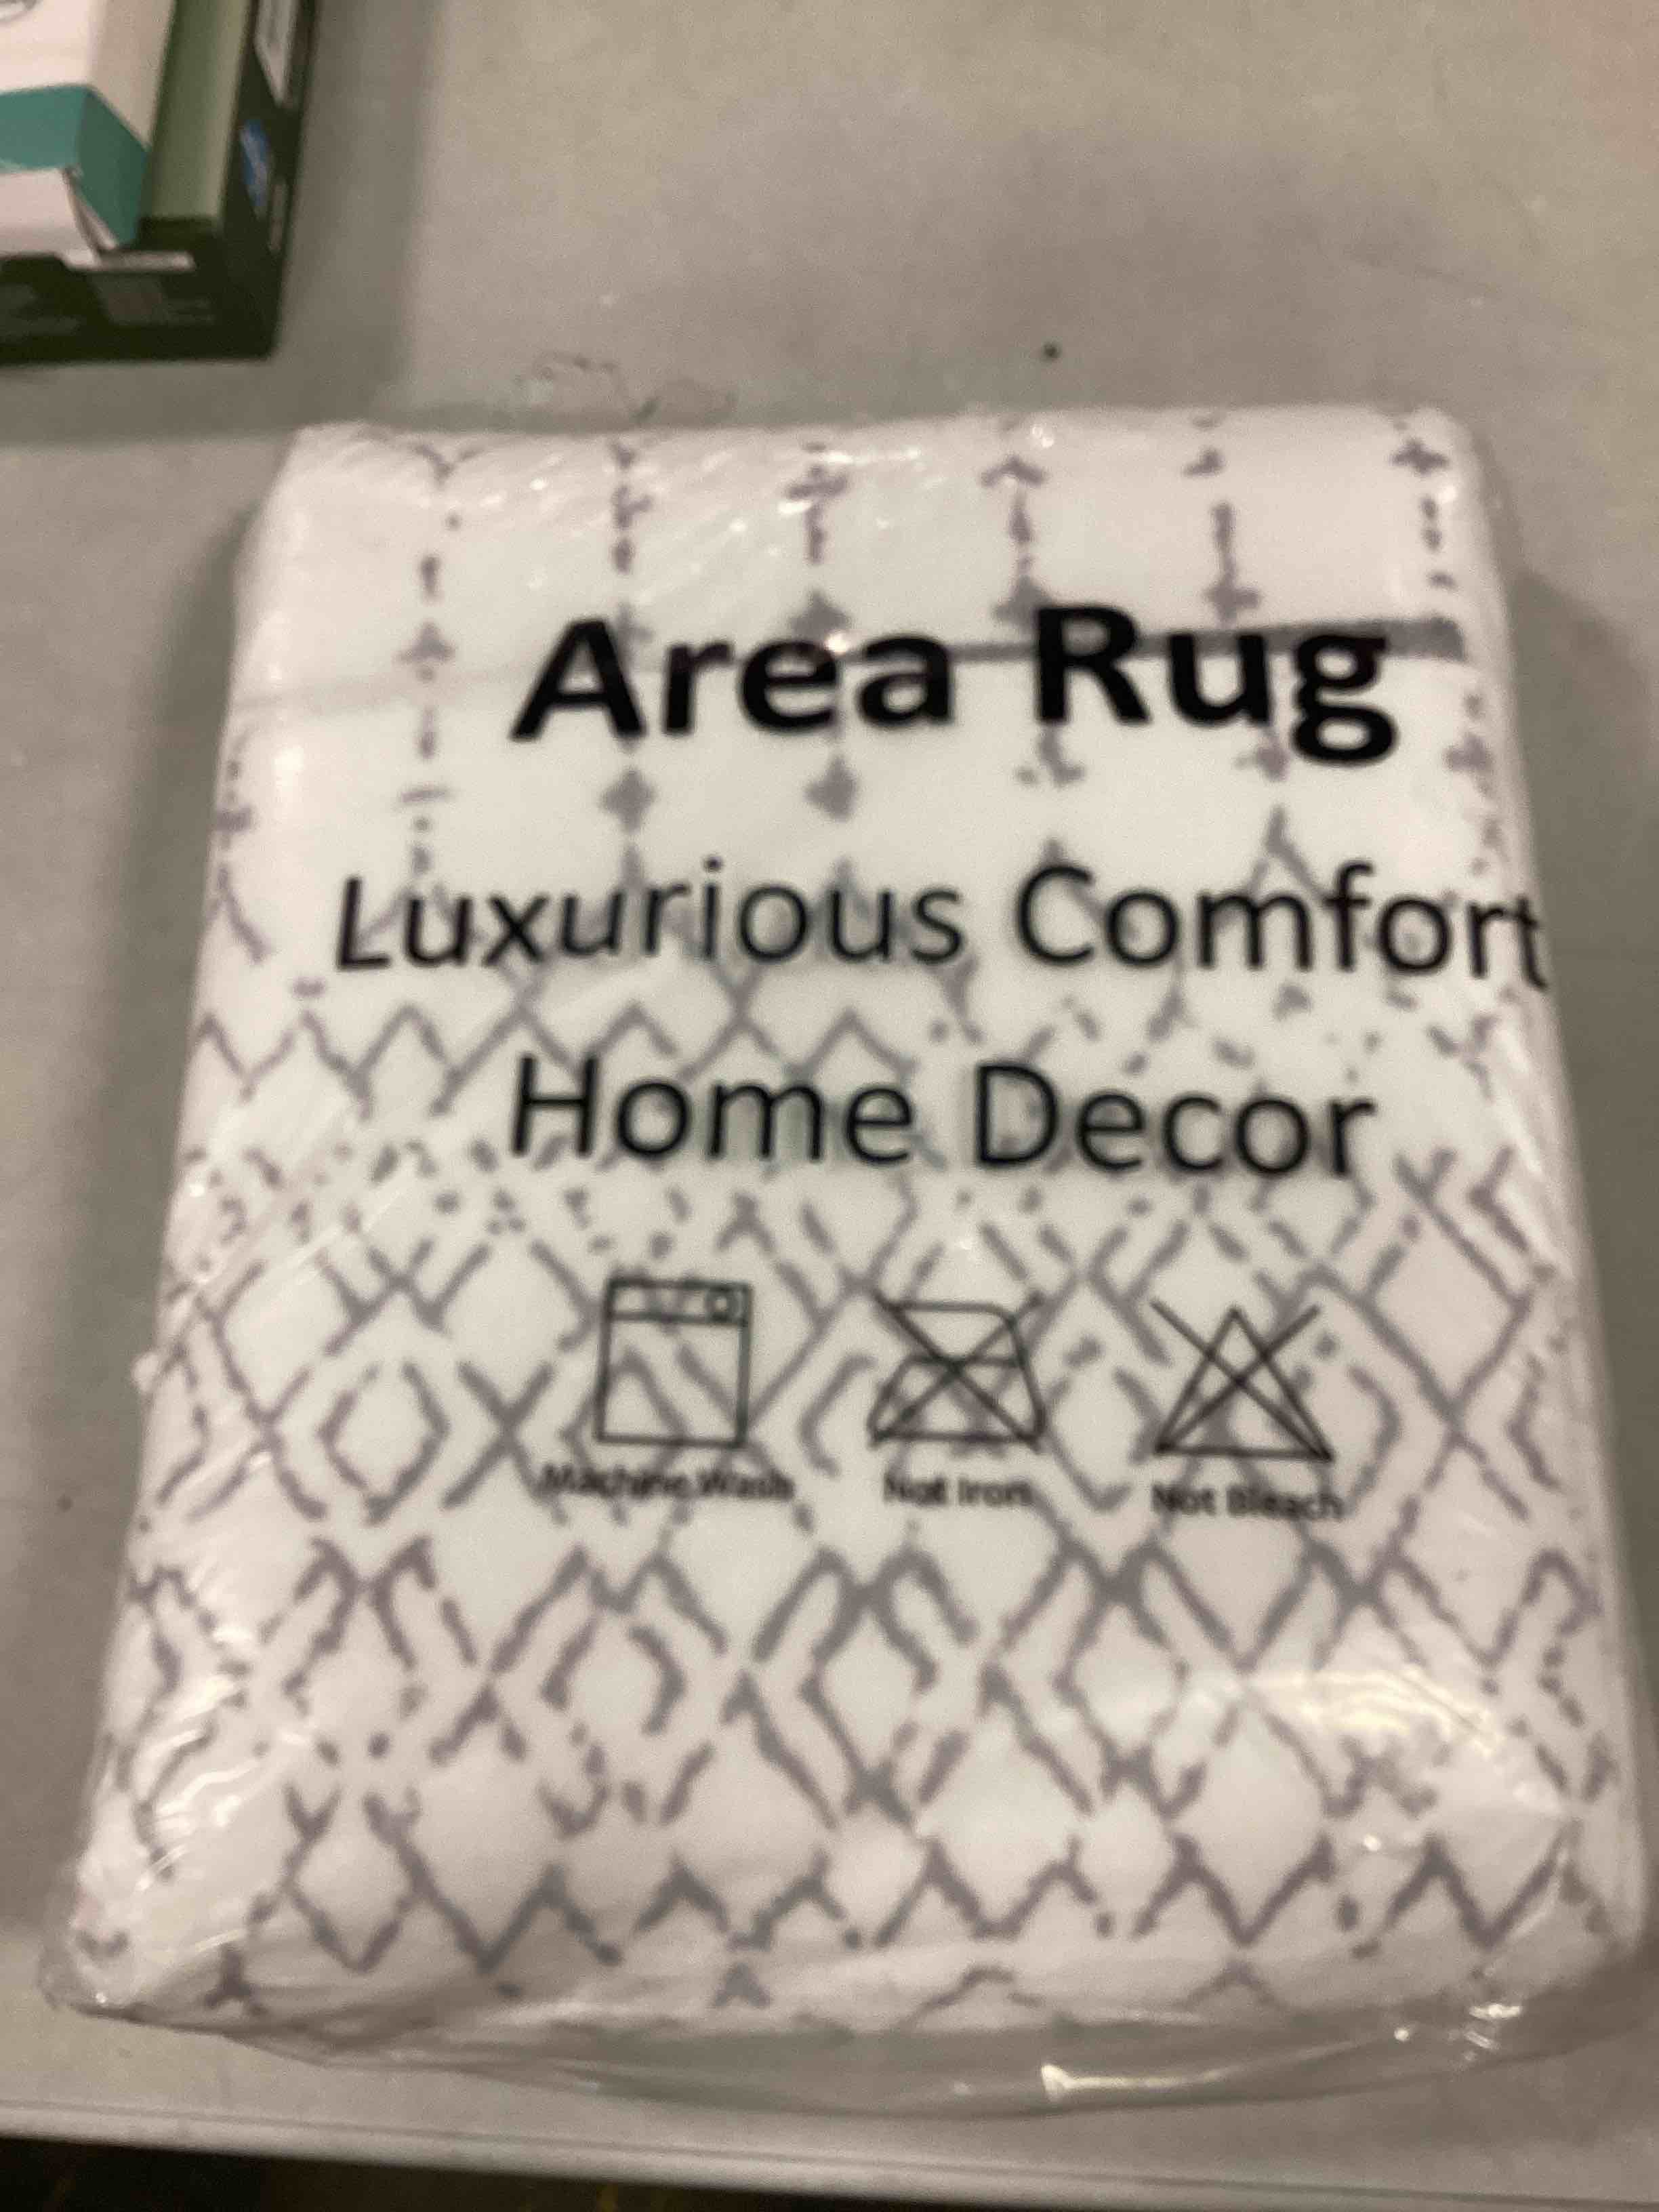 Area Rug
Luxurious Comfort
Home Decor
Machine Wash Not Iron Not Bleach